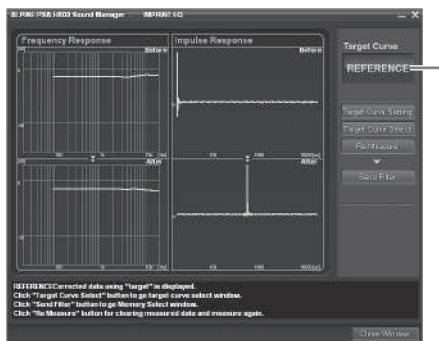 ALPINE PXA-H800 Sound Manager IMPRINT EQ
Frequency Response
Before
After
Impulse Response
Before
After
Target Curve
REFERENCE
Target Curve Setting
Target Curve Select
Re Measure
Send Filter
REFERENCECorrected data using "target" is displayed.
Click "Target Curve Select" button to go target curve select window.
Click "Send Filter" button to go Memory Select window.
Click "Re Measure" button for clearing measured data and measure again.
Close Window